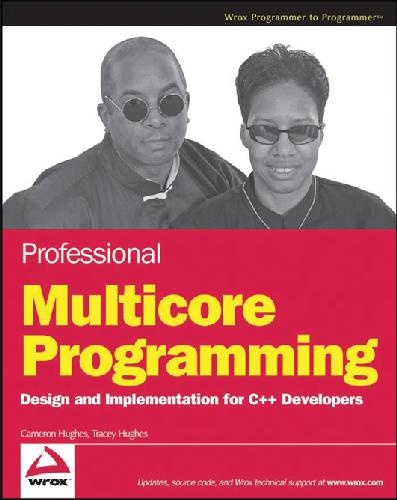 Wrox Programmer to Programmer™
Professional
Multicore
Programming
Design and Implementation for C++ Developers
Cameron Hughes, Tracey Hughes
wrox™
Updates, source code, and Wrox technical support at www.wrox.com